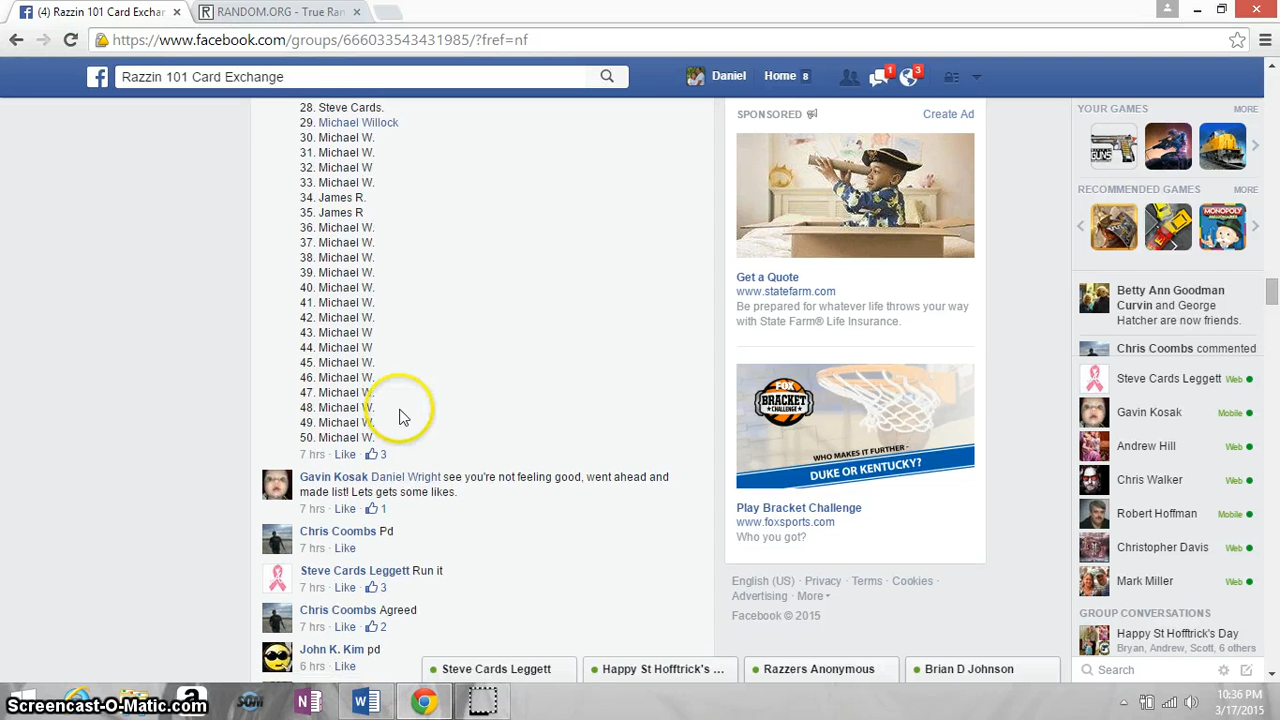 (4) Razzin 101 Card Exchan
RANDOM.ORG - True Ran
https://www.facebook.com/groups/666033543431985/?fref=nf
Razzin 101 Card Exchange
Daniel
Home 8
1
3
28. Steve Cards.
29. Michael Willock
30. Michael W.
31. Michael W.
32. Michael W
33. Michael W.
34. James R.
35. James R
36. Michael W.
37. Michael W.
38. Michael W.
39. Michael W.
40. Michael W.
41. Michael W.
42. Michael W.
43. Michael W
44. Michael W
45. Michael W.
46. Michael W.
47. Michael W.
48. Michael W.
49. Michael W.
50. Michael W.
7 hrs · Like · 3
Gavin Kosak Daniel Wright see you're not feeling good, went ahead and
made list! Lets gets some likes.
7 hrs · Like · 1
Chris Coombs Pd
7 hrs · Like
Steve Cards Leggett Run it
7 hrs · Like · 3
Chris Coombs Agreed
7 hrs · Like · 2
John K. Kim pd
6 hrs · Like
SPONSORED
Create Ad
Get a Quote
www.statefarm.com
Be prepared for whatever life throws your way
with State Farm® Life Insurance.
FOX
BRACKET
CHALLENGE
WHO MAKES IT FURTHER -
DUKE OR KENTUCKY?
Play Bracket Challenge
www.foxsports.com
Who you got?
English (US) · Privacy · Terms · Cookies ·
Advertising · More
Facebook © 2015
YOUR GAMES
MORE
GUNS
RECOMMENDED GAMES
MORE
MONOPOLY
Betty Ann Goodman
Curvin and George
Hatcher are now friends.
Chris Coombs commented
Steve Cards Leggett Web
Gavin Kosak Mobile
Andrew Hill Web
Chris Walker Web
Robert Hoffman Mobile
Christopher Davis Web
Mark Miller Web
GROUP CONVERSATIONS
Happy St Hofftrick's Day
Bryan, Andrew, Scott, 6 others
Search
Steve Cards Leggett
Happy St Hofftrick's ...
Razzers Anonymous
Brian D Johnson
Screencast-O-Matic.com
10:36 PM
3/17/2015